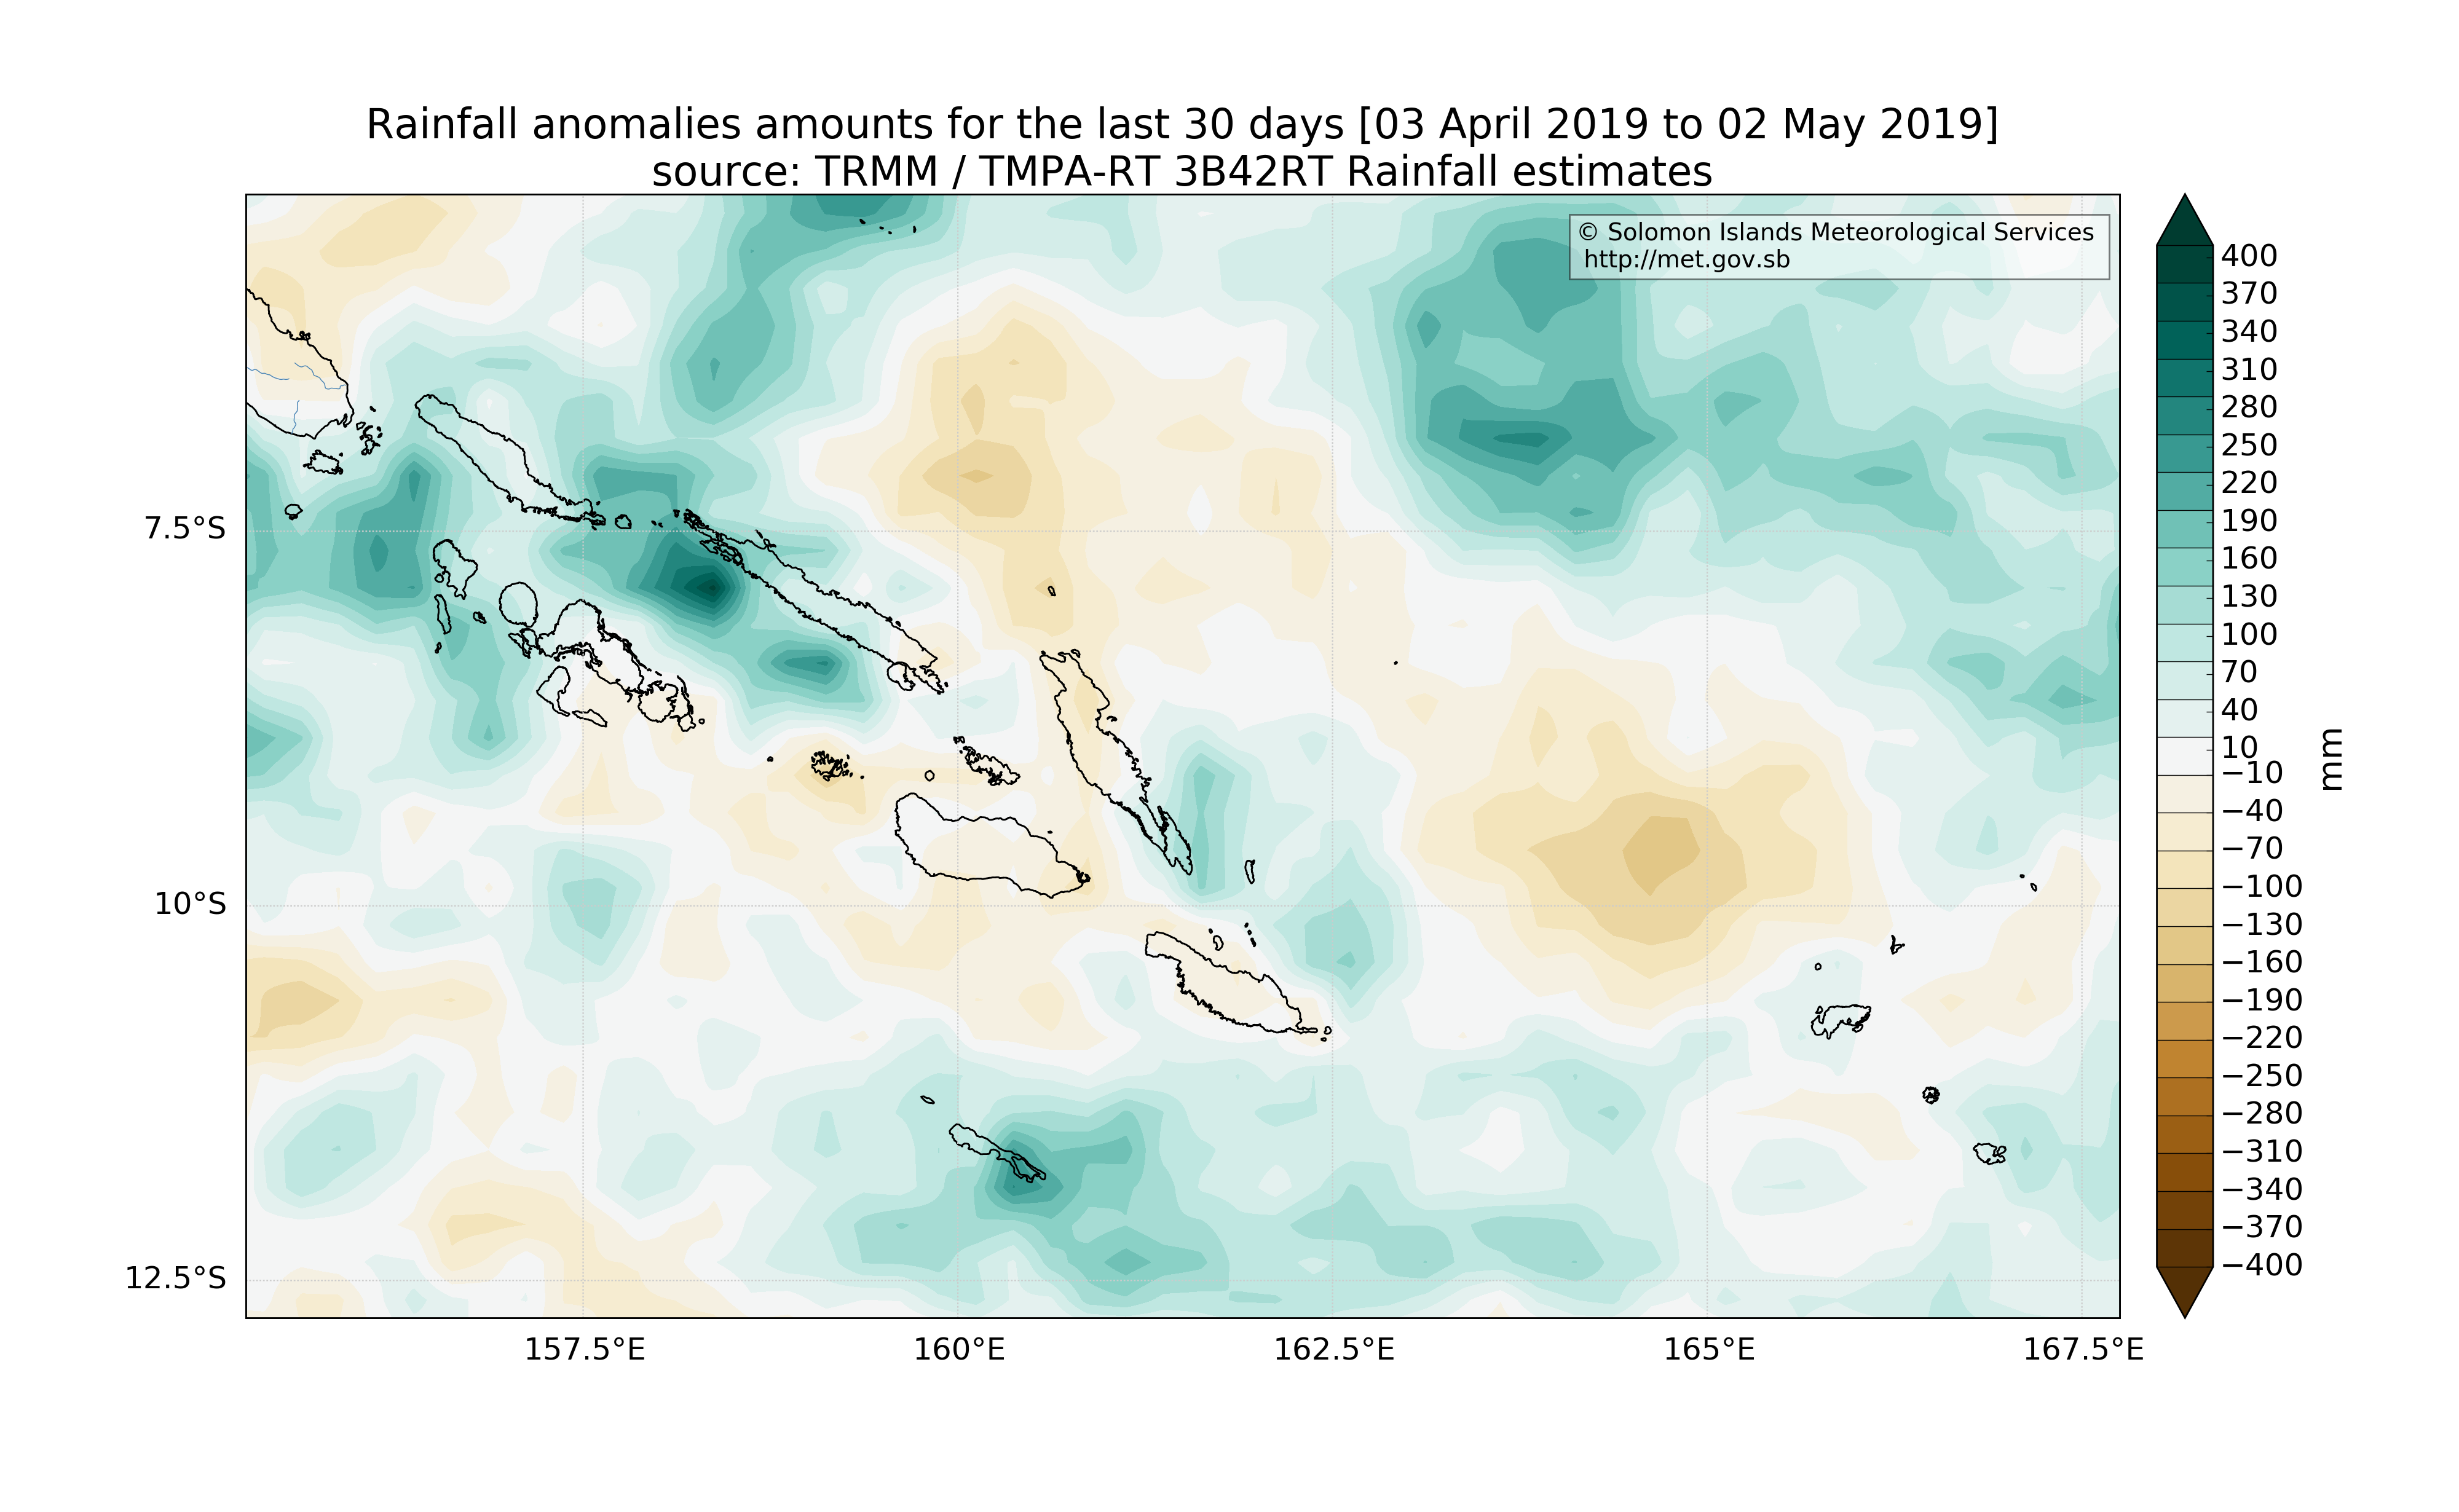 Rainfall anomalies amounts for the last 30 days [03 April 2019 to 02 May 2019]
source: TRMM / TMPA-RT 3B42RT Rainfall estimates
© Solomon Islands Meteorological Services
http://met.gov.sb
7.5°S
10°S
12.5°S
157.5°E
160°E
162.5°E
165°E
167.5°E
400
370
340
310
280
250
220
190
160
130
100
70
40
10
−10
−40
−70
−100
−130
−160
−190
−220
−250
−280
−310
−340
−370
−400
mm